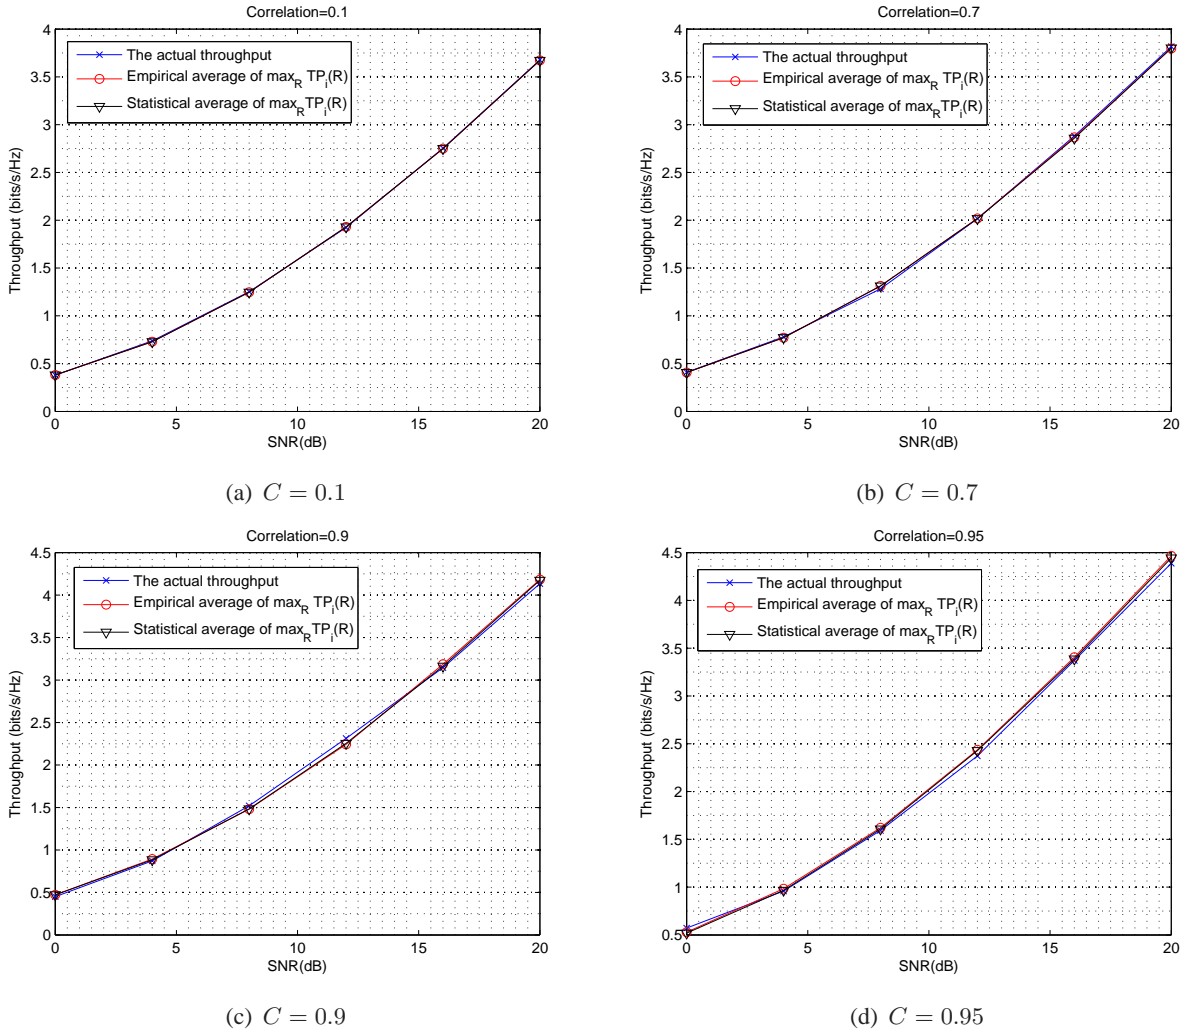 Correlation=0.1
4
3.5
3
2.5
2
1.5
1
0.5
0
Throughput (bits/s/Hz)
The actual throughput
Empirical average of max_R TP_i(R)
Statistical average of max_R TP_i(R)
0 5 10 15 20
SNR(dB)
(a) C = 0.1
Correlation=0.7
4
3.5
3
2.5
2
1.5
1
0.5
0
Throughput (bits/s/Hz)
The actual throughput
Empirical average of max_R TP_i(R)
Statistical average of max_R TP_i(R)
0 5 10 15 20
SNR(dB)
(b) C = 0.7
Correlation=0.9
4.5
4
3.5
3
2.5
2
1.5
1
0.5
0
Throughput (bits/s/Hz)
The actual throughput
Empirical average of max_R TP_i(R)
Statistical average of max_R TP_i(R)
0 5 10 15 20
SNR(dB)
(c) C = 0.9
Correlation=0.95
4.5
4
3.5
3
2.5
2
1.5
1
0.5
Throughput (bits/s/Hz)
The actual throughput
Empirical average of max_R TP_i(R)
Statistical average of max_R TP_i(R)
0 5 10 15 20
SNR(dB)
(d) C = 0.95